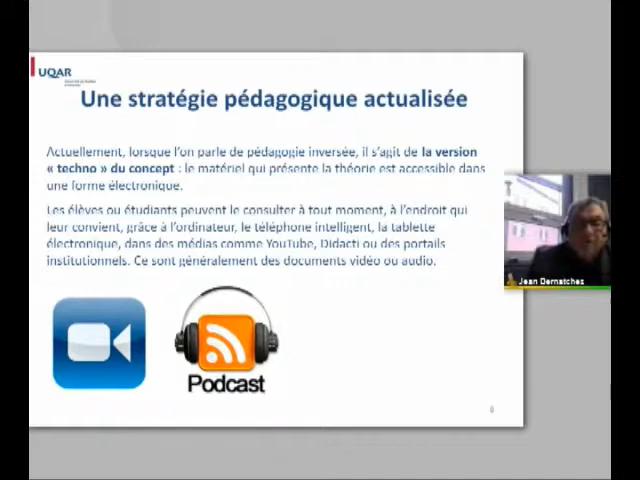 UQAR
Une stratégie pédagogique actualisée
Actuellement, lorsque l'on parle de pédagogie inversée, il s'agit de la version
« techno » du concept : le matériel qui présente la théorie est accessible dans
une forme électronique.
Les élèves ou étudiants peuvent le consulter à tout moment, à l'endroit qui
leur convient, grâce à l'ordinateur, le téléphone intelligent, la tablette
électronique, dans des médias comme YouTube, Didacti ou des portails
institutionnels. Ce sont généralement des documents vidéo ou audio.
Jean Dernatchez
Podcast